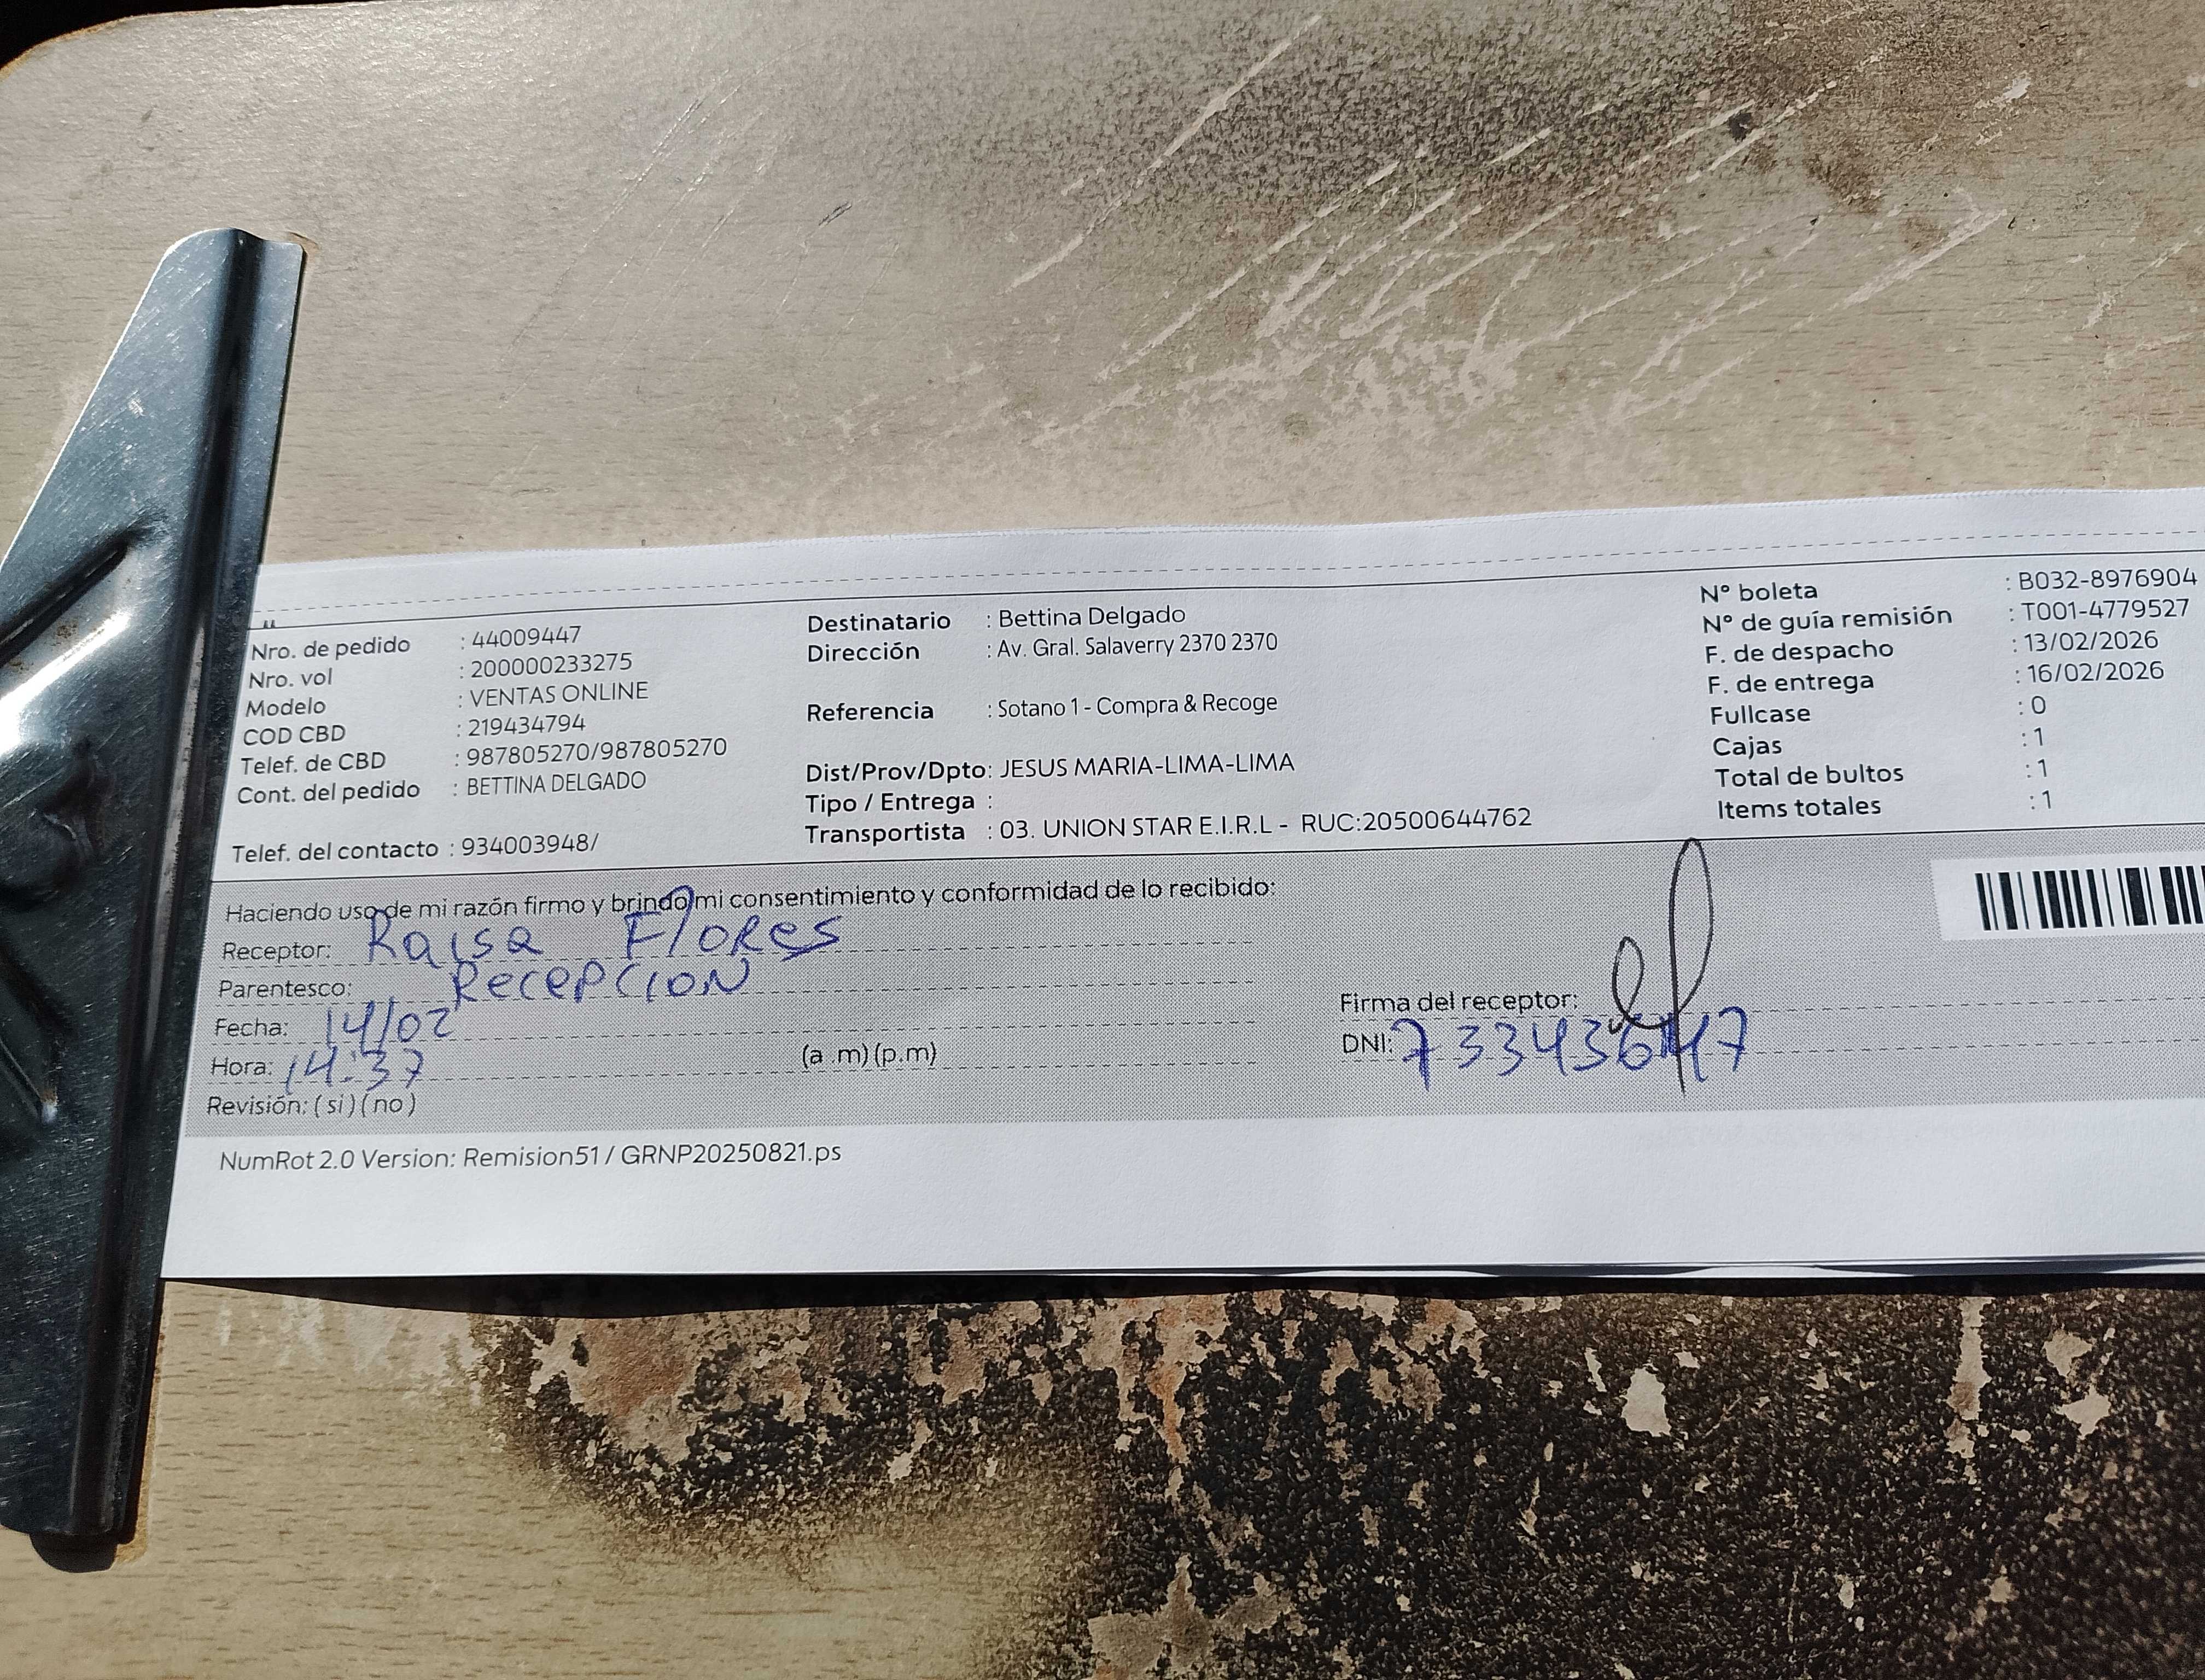 Nro. de pedido : 44009447
Nro. vol : 200000233275
Modelo : VENTAS ONLINE
COD CBD : 219434794
Telef. de CBD : 987805270/987805270
Cont. del pedido : BETTINA DELGADO
Telef. del contacto : 934003948/
Destinatario : Bettina Delgado
Dirección : Av. Gral. Salaverry 2370 2370
Referencia : Sotano 1 - Compra & Recoge
Dist/Prov/Dpto: JESUS MARIA-LIMA-LIMA
Tipo / Entrega :
Transportista : 03. UNION STAR E.I.R.L - RUC:20500644762
N° boleta : B032-8976904
N° de guía remisión : T001-4779527
F. de despacho : 13/02/2026
F. de entrega : 16/02/2026
Fullcase : 0
Cajas : 1
Total de bultos : 1
Items totales : 1
Haciendo uso de mi razón firmo y brindo mi consentimiento y conformidad de lo recibido:
Receptor: Raisa Flores
Parentesco: Recepcion
Fecha: 14/02
Hora: 14:37 (a .m) (p.m)
Revisión: ( si ) ( no )
Firma del receptor:
DNI:
NumRot 2.0 Version: Remision51 / GRNP20250821.ps